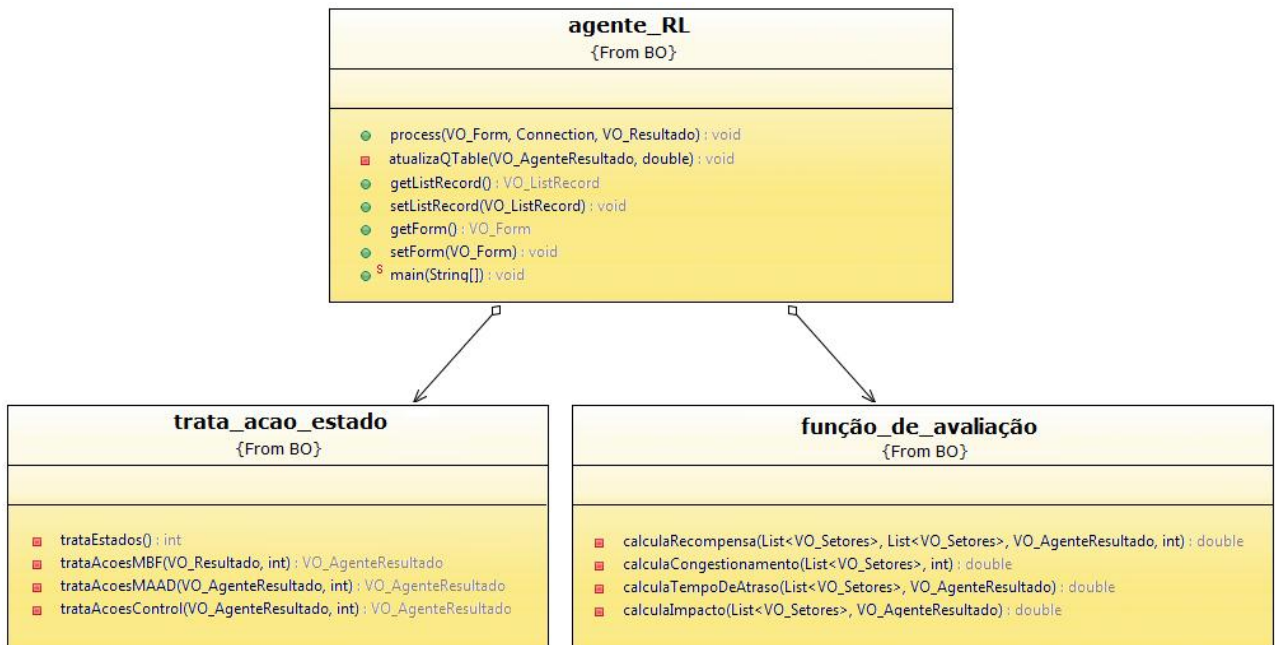 agente_RL
{From BO}
process(VO_Form, Connection, VO_Resultado) : void
atualizaQTable(VO_AgenteResultado, double) : void
getListRecord() : VO_ListRecord
setListRecord(VO_ListRecord) : void
getForm() : VO_Form
setForm(VO_Form) : void
S main(String[]) : void
trata_acao_estado
{From BO}
trataEstados() : int
trataAcoesMBF(VO_Resultado, int) : VO_AgenteResultado
trataAcoesMAAD(VO_AgenteResultado, int) : VO_AgenteResultado
trataAcoesControl(VO_AgenteResultado, int) : VO_AgenteResultado
função_de_avaliação
{From BO}
calculaRecompensa(List<VO_Setores>, List<VO_Setores>, VO_AgenteResultado, int) : double
calculaCongestionamento(List<VO_Setores>, int) : double
calculaTempoDeAtraso(List<VO_Setores>, VO_AgenteResultado) : double
calculaImpacto(List<VO_Setores>, VO_AgenteResultado) : double